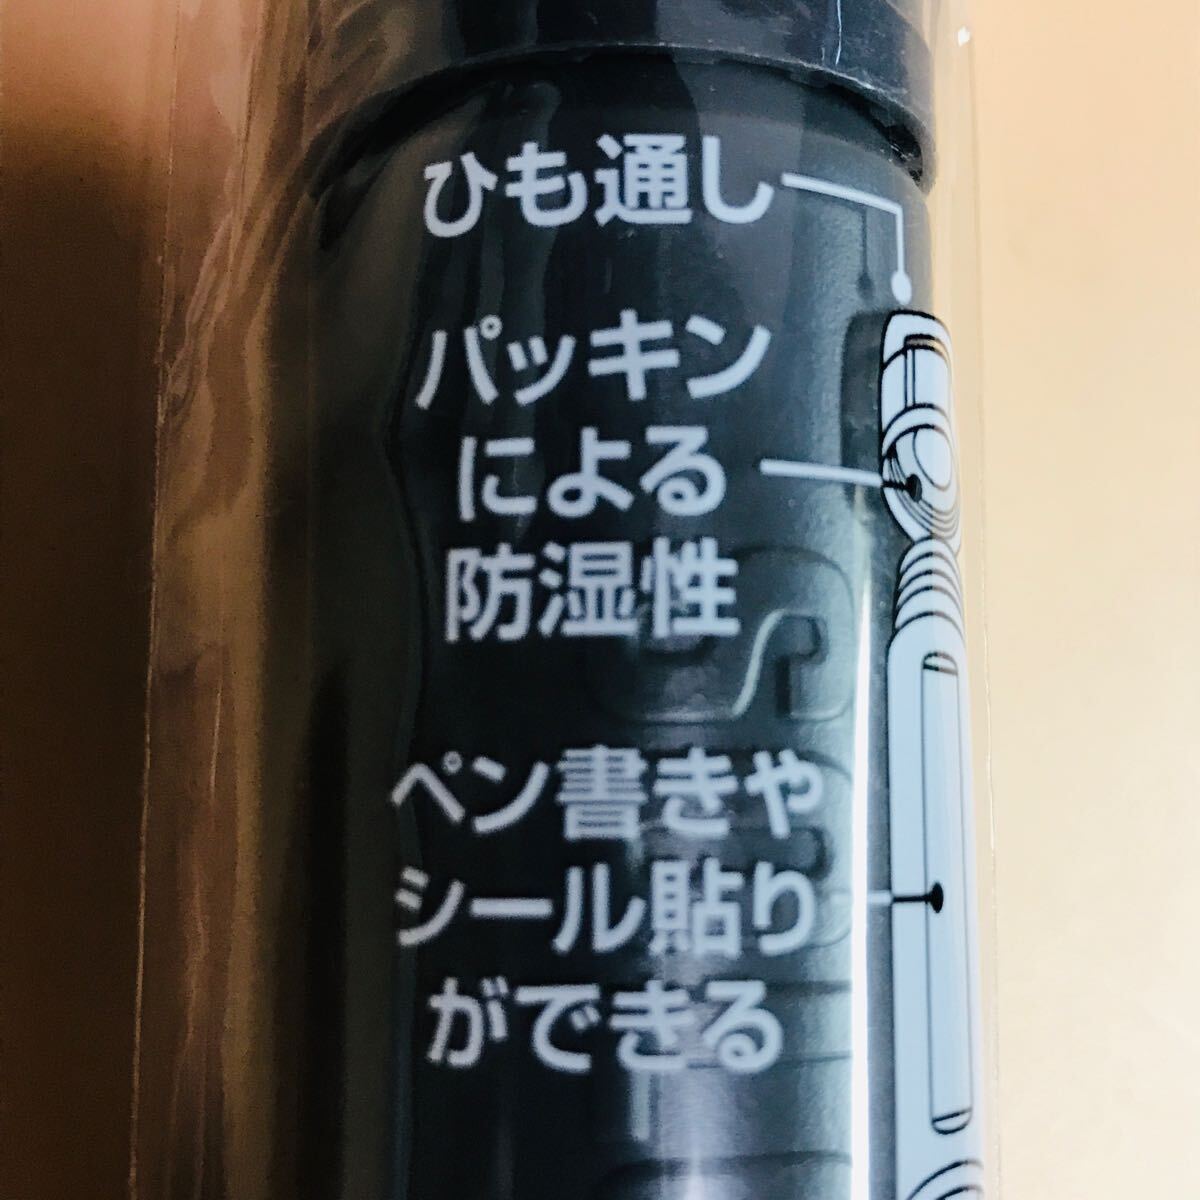 ひも通し
パッキン
による
防湿性
ペン書きや
シール貼り
ができる